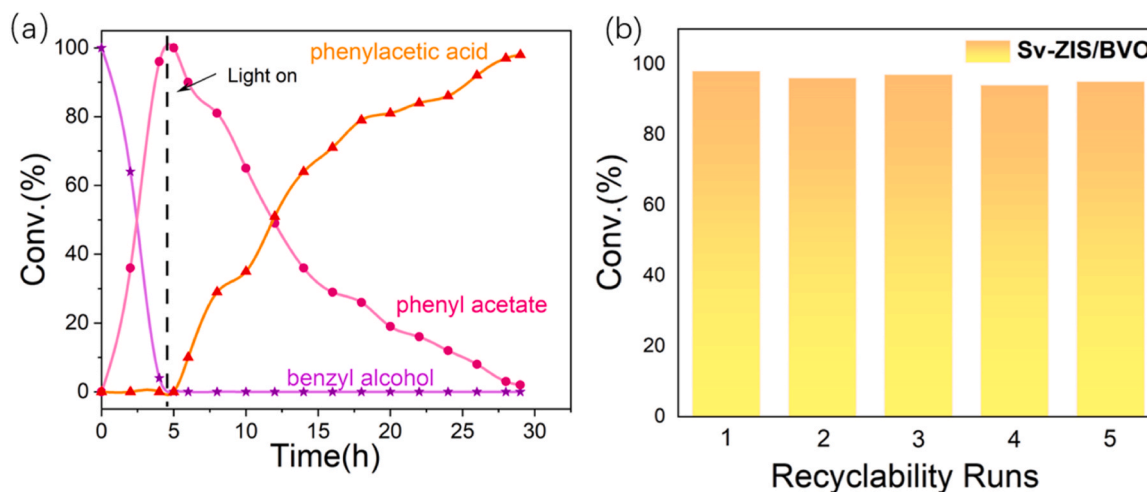 (a)
Conv.(%)
100
80
60
40
20
0
phenylacetic acid
Light on
phenyl acetate
benzyl alcohol
0 5 10 15 20 25 30
Time(h)
(b)
Conv.(%)
100
80
60
40
20
0
Sv-ZIS/BVO
1 2 3 4 5
Recyclability Runs